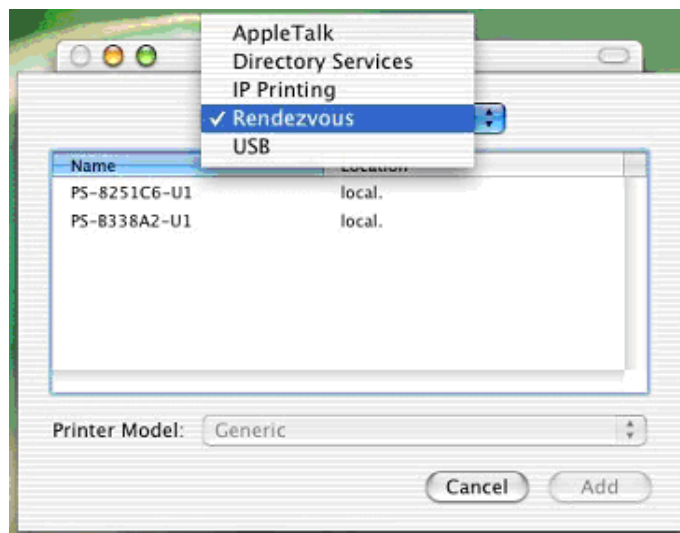 AppleTalk
Directory Services
IP Printing
✓ Rendezvous
USB
Name Location
PS-8251C6-U1 local.
PS-B338A2-U1 local.
Printer Model: Generic
Cancel Add